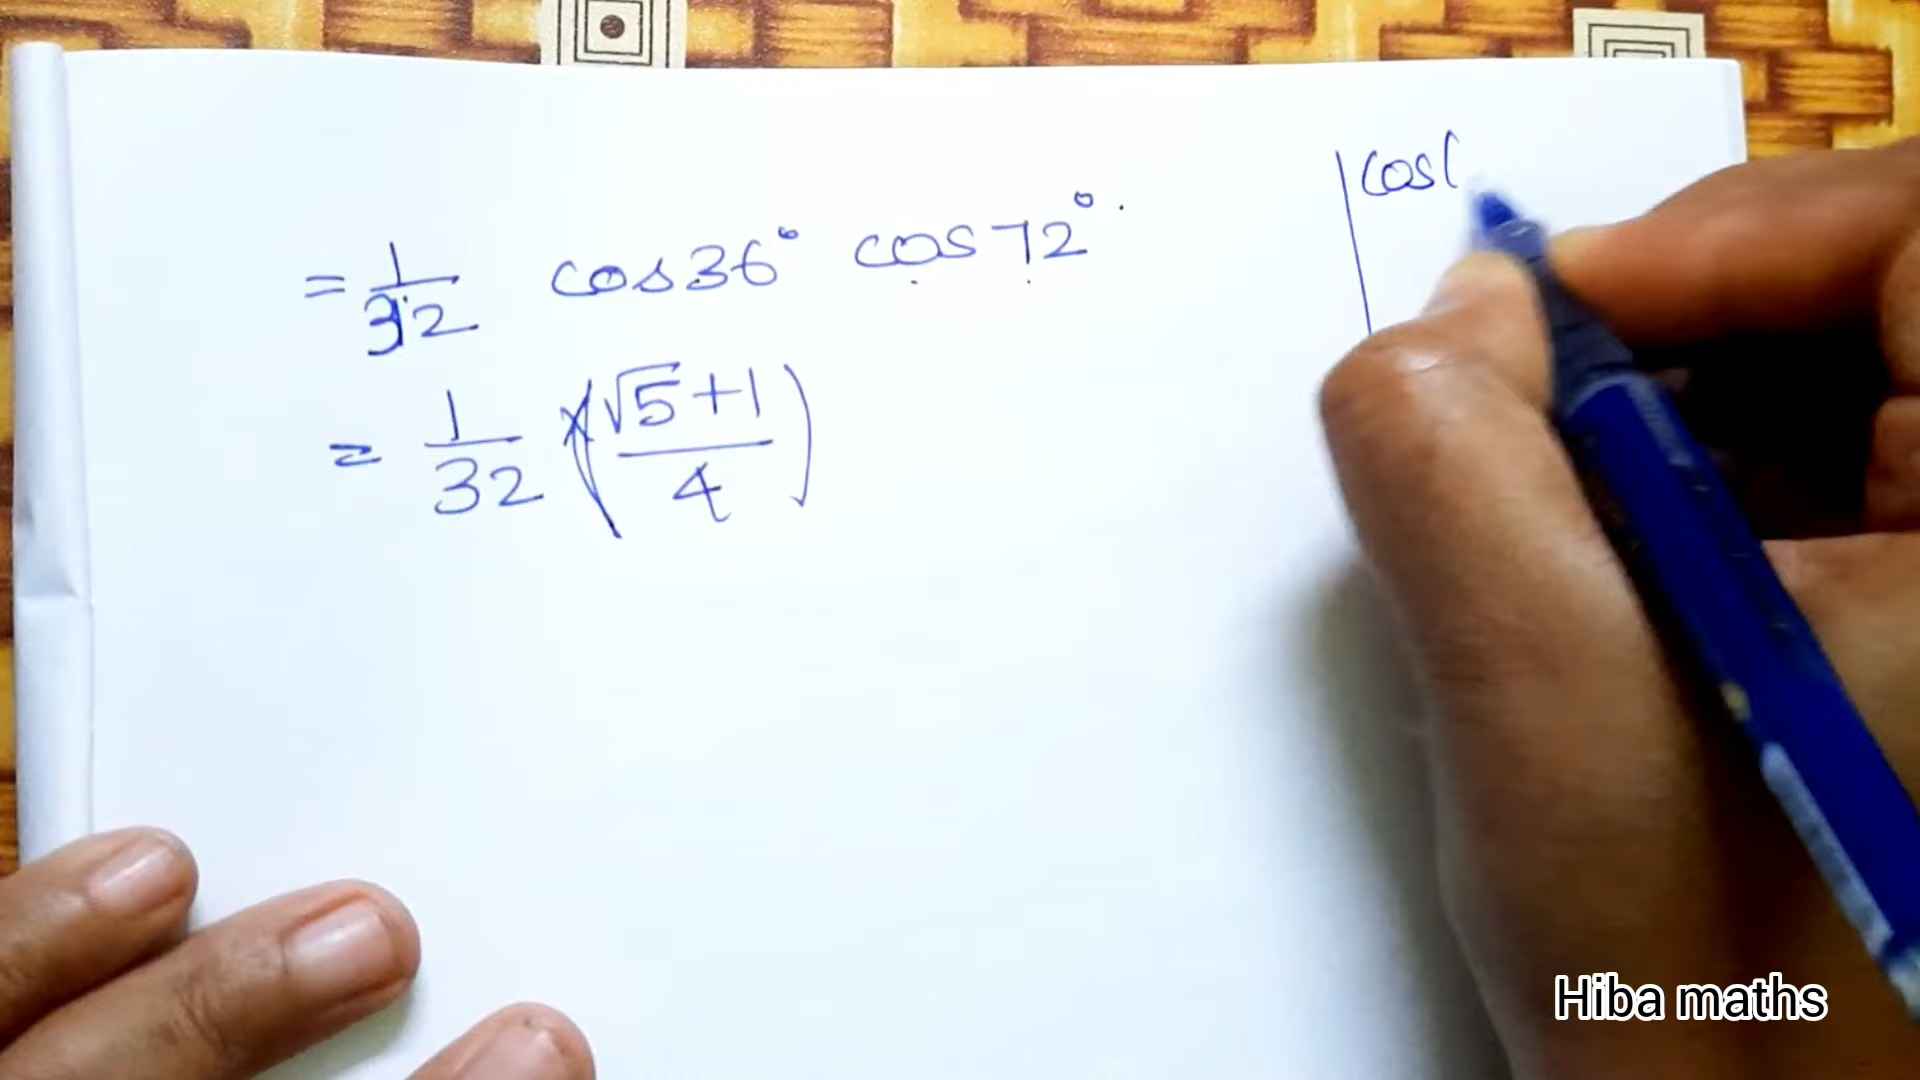 = 1/32 cos36° cos72°
= 1/32 (√5+1/4)
cos(
Hiba maths